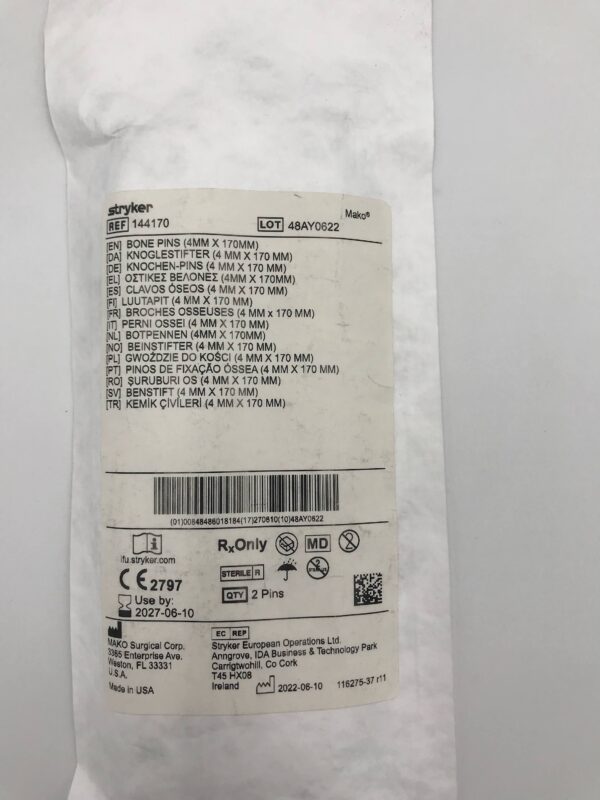 stryker
REF 144170 LOT 48AY0622 Mako®
[EN] BONE PINS (4MM X 170MM)
[DA] KNOGLESTIFTER (4 MM X 170 MM)
[DE] KNOCHEN-PINS (4 MM X 170 MM)
[EL] ΟΣΤΙΚΕΣ ΒΕΛΟΝΕΣ (4MM X 170MM)
[ES] CLAVOS ÓSEOS (4 MM X 170 MM)
[FI] LUUTAPIT (4 MM X 170 MM)
[FR] BROCHES OSSEUSES (4 MM x 170 MM)
[IT] PERNI OSSEI (4 MM X 170 MM)
[NL] BOTPENNEN (4 MM X 170MM)
[NO] BEINSTIFTER (4 MM X 170 MM)
[PL] GWOŹDZIE DO KOŚCI (4 MM X 170 MM)
[PT] PINOS DE FIXAÇÃO ÓSSEA (4 MM X 170 MM)
[RO] ŞURUBURI OS (4 MM X 170 MM)
[SV] BENSTIFT (4 MM X 170 MM)
[TR] KEMİK ÇİVİLERİ (4 MM X 170 MM)
(01)00848486018184(17)270610(10)48AY0622
ifu.stryker.com
RxOnly MD 2
CE 2797
STERILE R 2
QTY 2 Pins
Use by:
2027-06-10
MAKO Surgical Corp.
3365 Enterprise Ave.
Weston, FL 33331
U.S.A.
Made in USA
EC REP
Stryker European Operations Ltd.
Anngrove, IDA Business & Technology Park
Carrigtwohill, Co Cork
T45 HX08
Ireland 2022-06-10 116275-37 r11